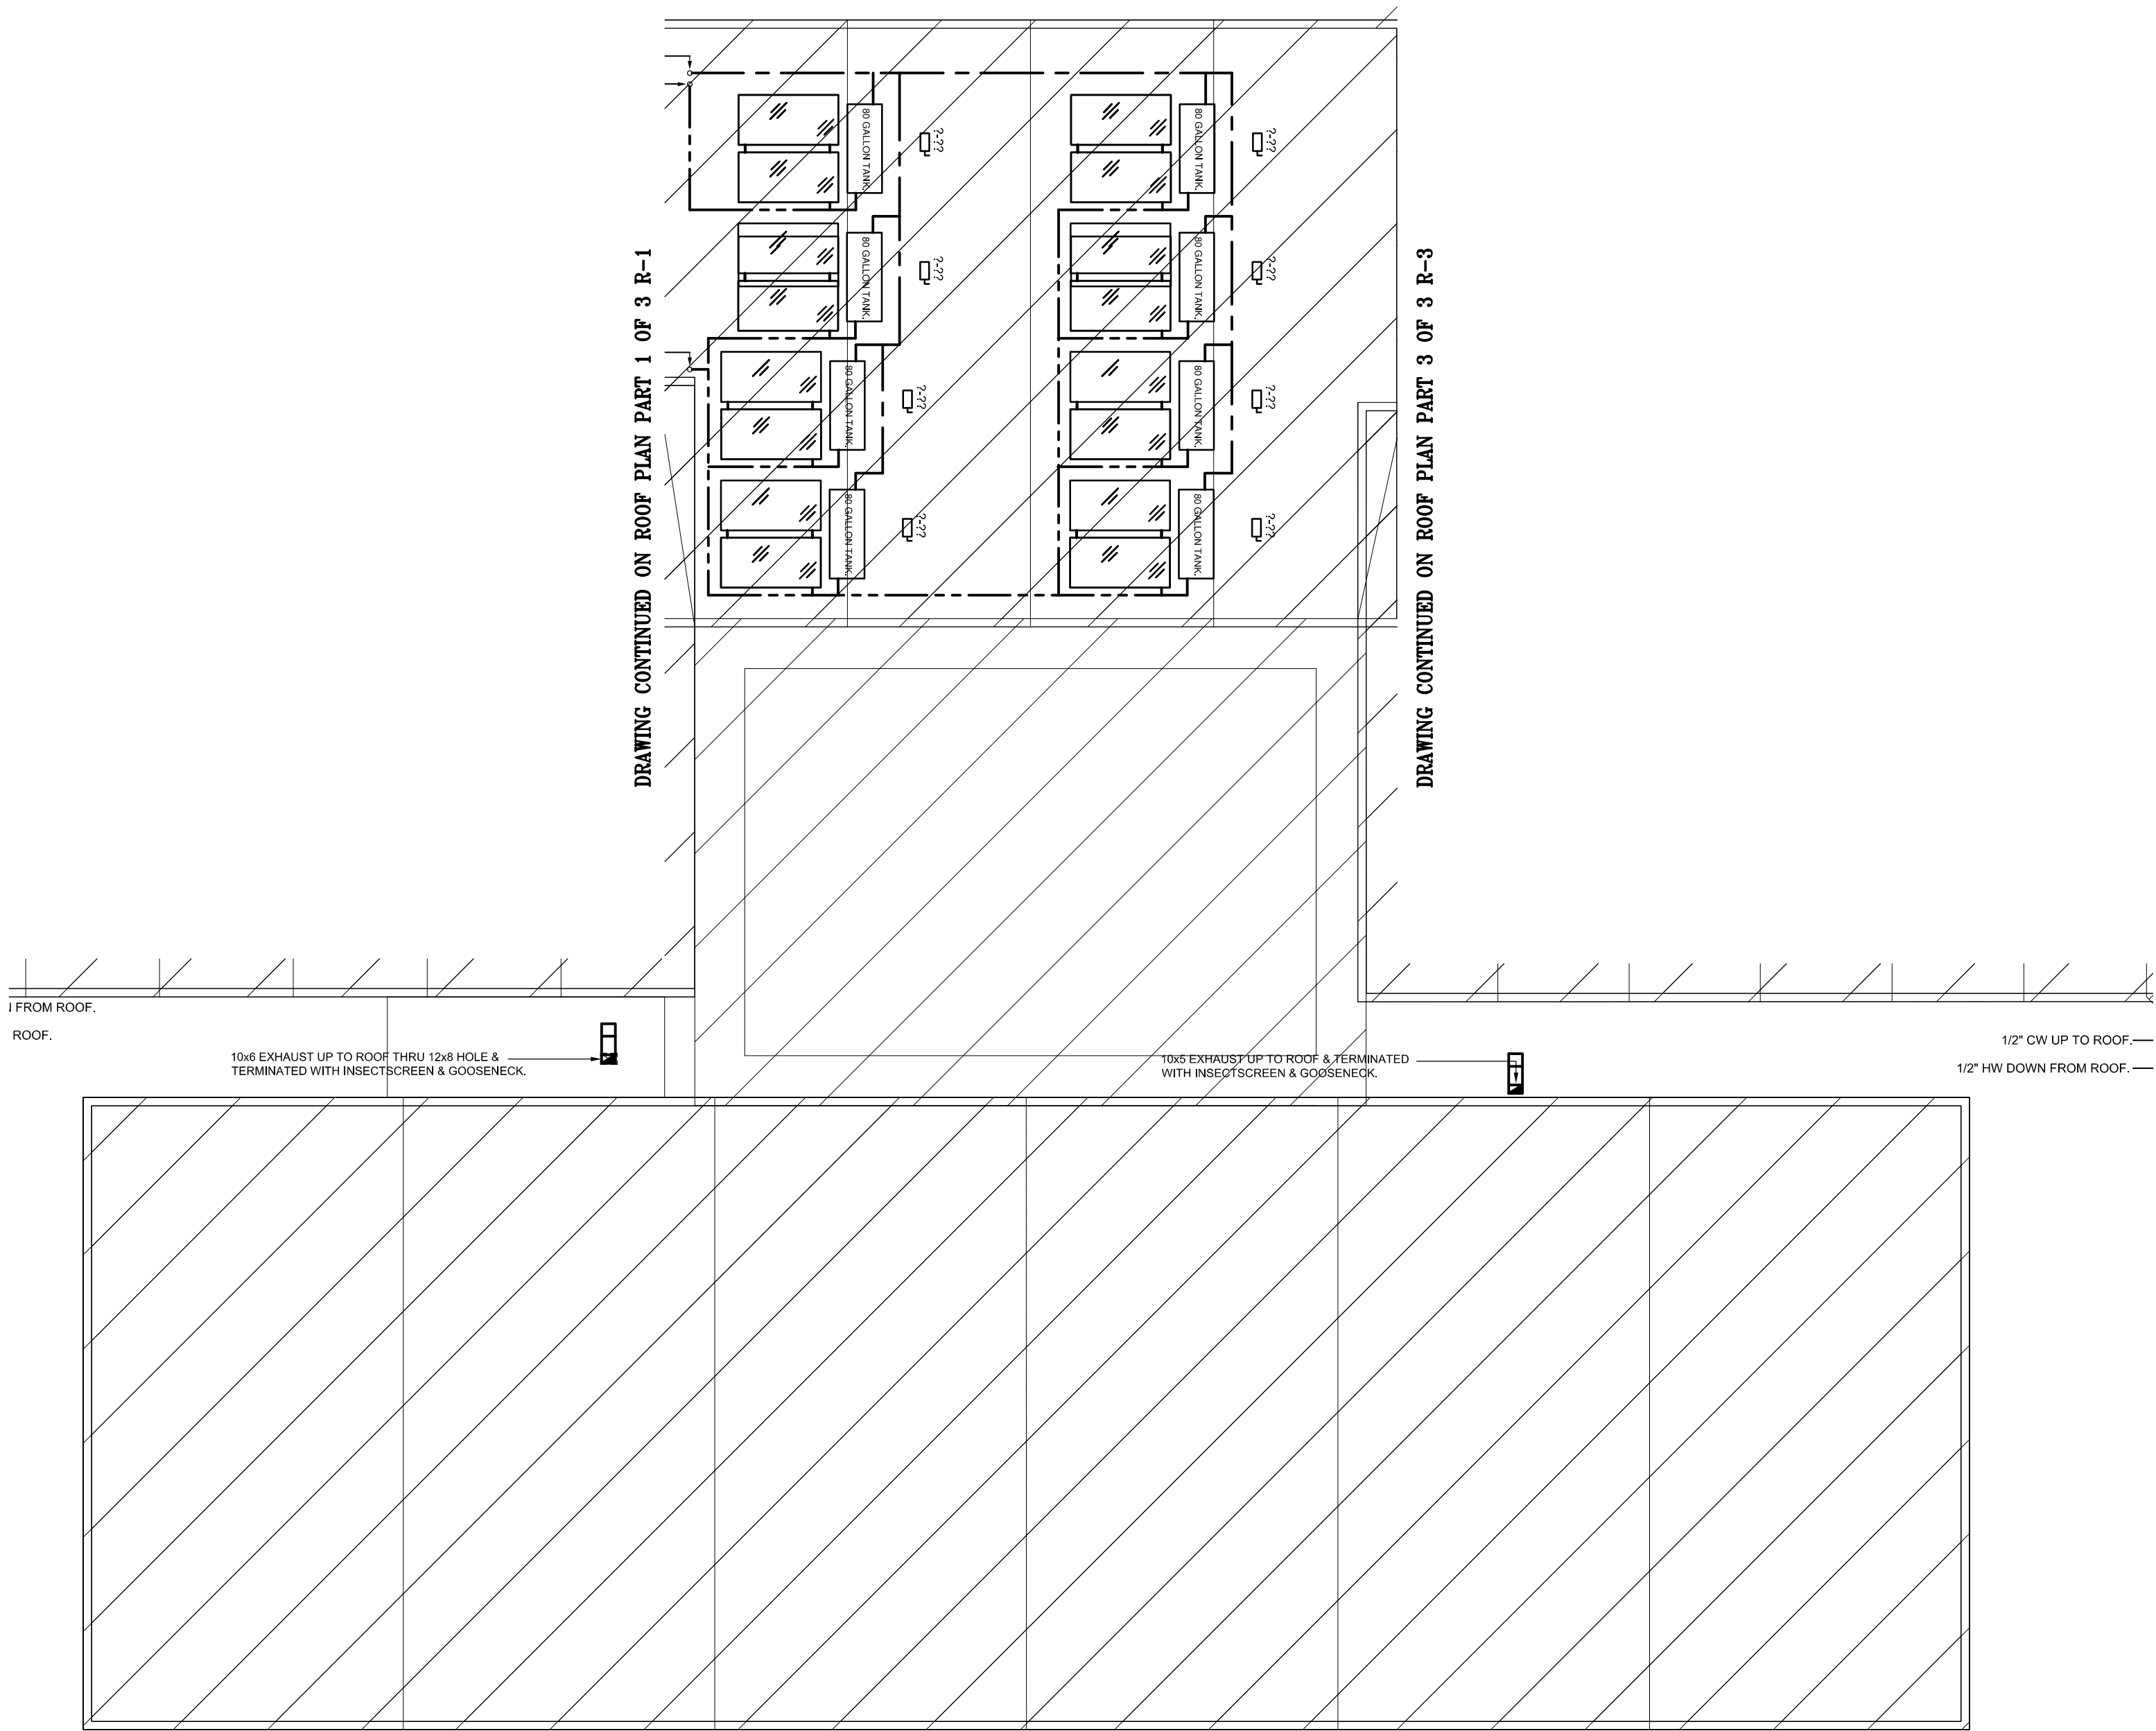 80 GALLON TANK.
?-??
80 GALLON TANK.
?-??
80 GALLON TANK.
?-??
80 GALLON TANK.
?-??
80 GALLON TANK.
?-??
80 GALLON TANK.
?-??
80 GALLON TANK.
?-??
80 GALLON TANK.
?-??
DRAWING CONTINUED ON ROOF PLAN PART 1 OF 3 R-1
DRAWING CONTINUED ON ROOF PLAN PART 3 OF 3 R-3
FROM ROOF.
ROOF.
10x6 EXHAUST UP TO ROOF THRU 12x8 HOLE &
TERMINATED WITH INSECTSCREEN & GOOSENECK.
10x5 EXHAUST UP TO ROOF & TERMINATED
WITH INSECTSCREEN & GOOSENECK.
1/2" CW UP TO ROOF.
1/2" HW DOWN FROM ROOF.